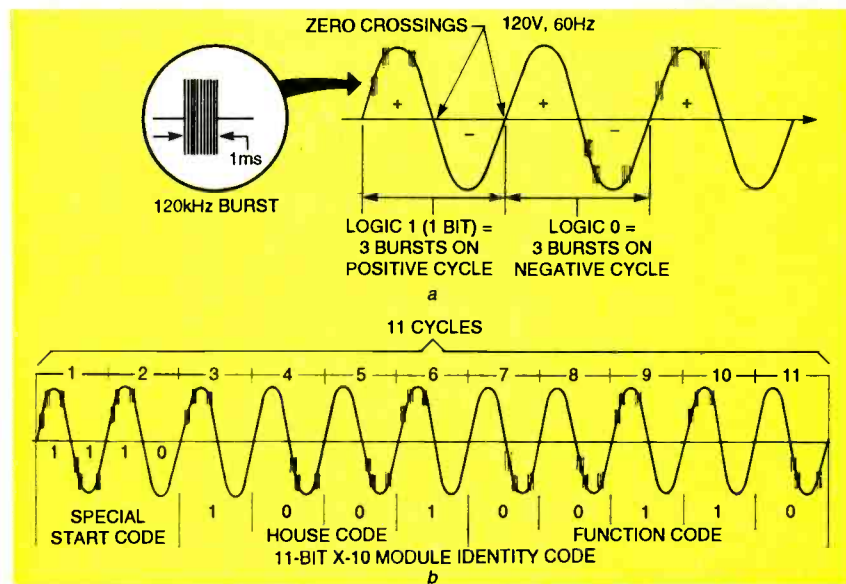 ZERO CROSSINGS 120V, 60Hz
+ + +
- -
1ms
120kHz BURST
LOGIC 1 (1 BIT) = LOGIC 0 =
3 BURSTS ON 3 BURSTS ON
POSITIVE CYCLE NEGATIVE CYCLE
a
11 CYCLES
1 2 3 4 5 6 7 8 9 10 11
1 1 1 0
1 0 0 1 0 0 1 1 0
SPECIAL HOUSE CODE FUNCTION CODE
START CODE
11-BIT X-10 MODULE IDENTITY CODE
b